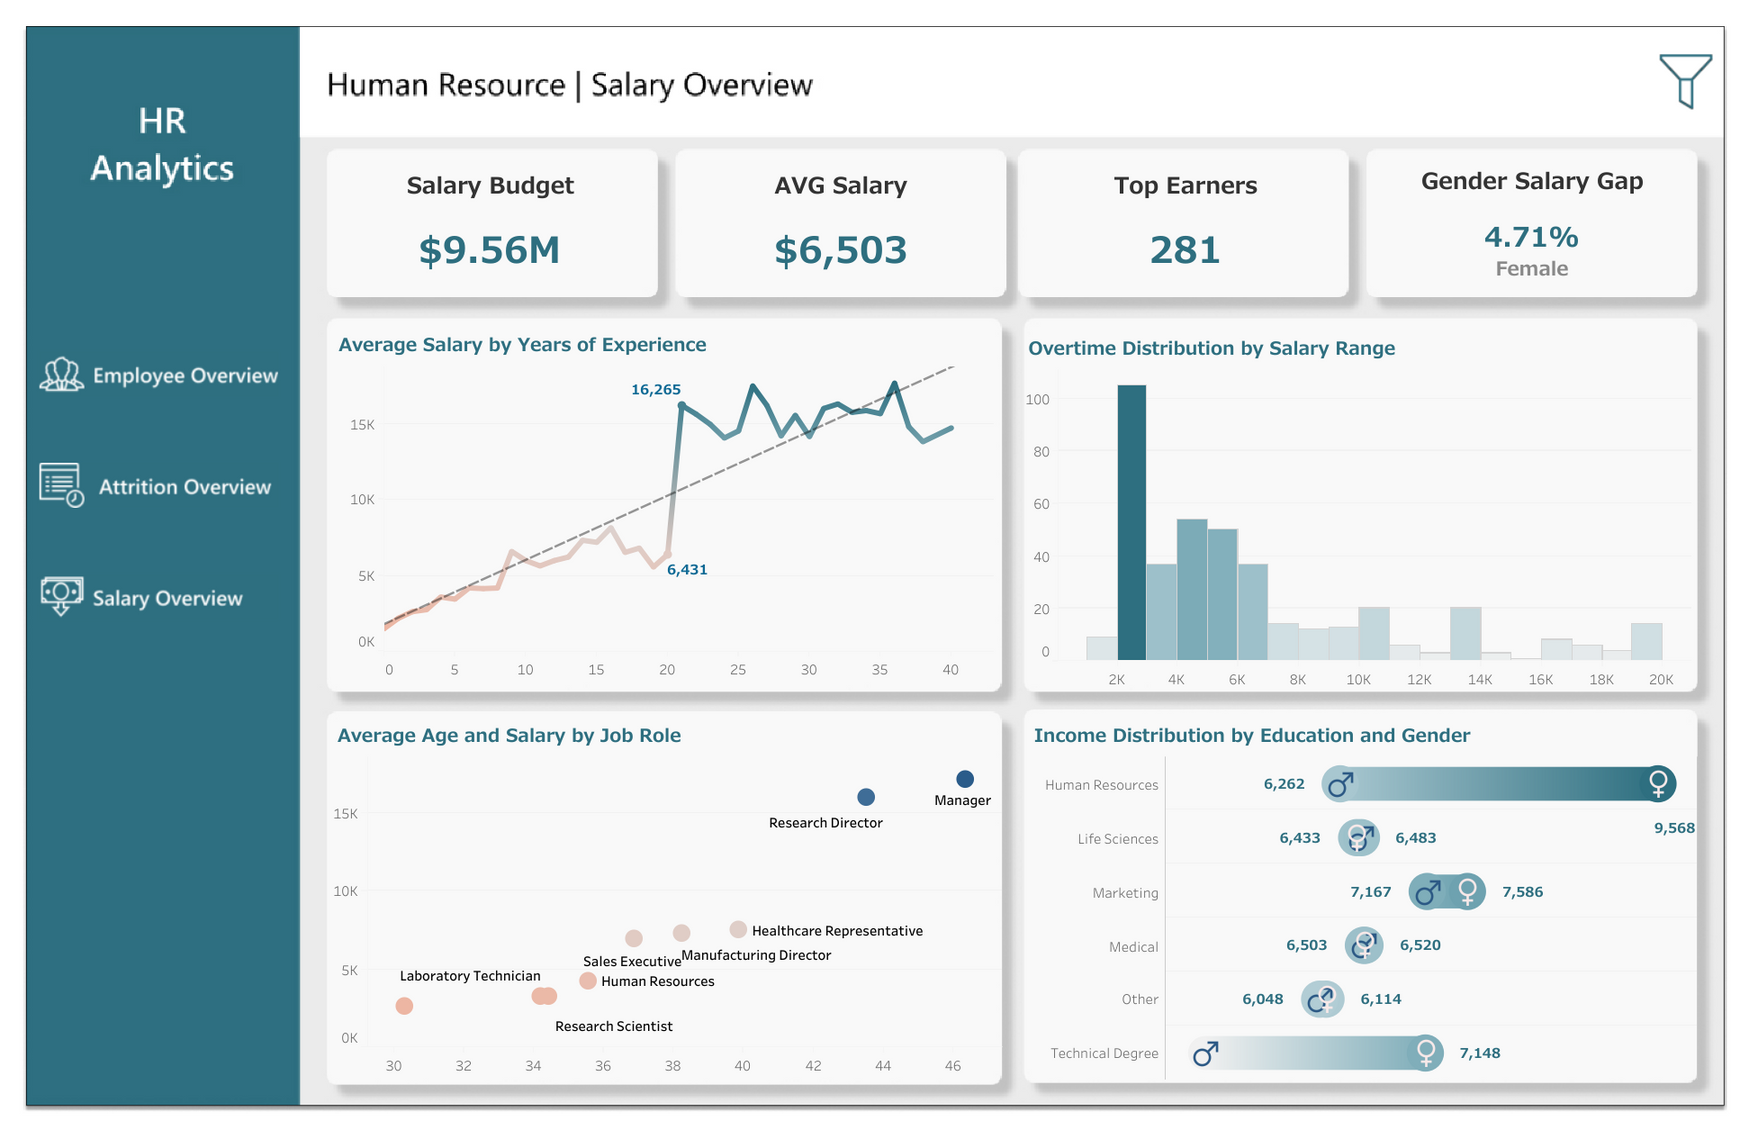 HR
Analytics
Employee Overview
Attrition Overview
Salary Overview
Human Resource | Salary Overview
Salary Budget
$9.56M
AVG Salary
$6,503
Top Earners
281
Gender Salary Gap
4.71%
Female
Average Salary by Years of Experience
16,265
6,431
15K
10K
5K
0K
0 5 10 15 20 25 30 35 40
Overtime Distribution by Salary Range
100
80
60
40
20
0
2K 4K 6K 8K 10K 12K 14K 16K 18K 20K
Average Age and Salary by Job Role
Manager
15K
Research Director
10K
Healthcare Representative
Manufacturing Director
Sales Executive
5K
Laboratory Technician
Human Resources
Research Scientist
0K
30 32 34 36 38 40 42 44 46
Income Distribution by Education and Gender
Human Resources 6,262
9,568
Life Sciences 6,433 6,483
Marketing 7,167 7,586
Medical 6,503 6,520
Other 6,048 6,114
Technical Degree 7,148